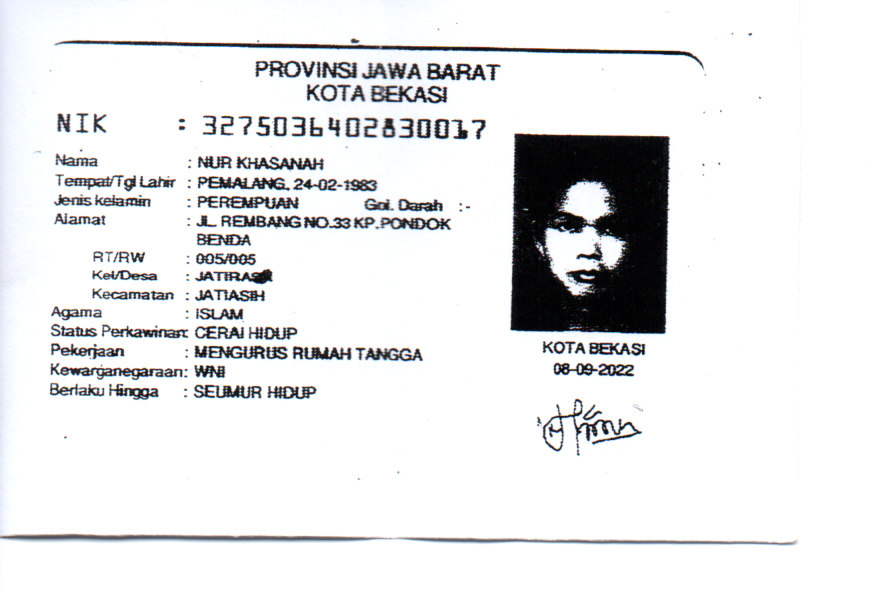 PROVINSI JAWA BARAT
KOTA BEKASI
NIK : 3275036402830017
Nama : NUR KHASANAH
Tempat/Tgl Lahir : PEMALANG, 24-02-1983
Jenis kelamin : PEREMPUAN Gol. Darah :-
Alamat : JL. REMBANG NO.33 KP.PONDOK
BENDA
RT/RW : 005/005
Kel/Desa : JATIRASA
Kecamatan : JATIASIH
Agama : ISLAM
Status Perkawinan: CERAI HIDUP
Pekerjaan : MENGURUS RUMAH TANGGA
Kewarganegaraan: WNI
Berlaku Hingga : SEUMUR HIDUP
KOTA BEKASI
08-09-2022